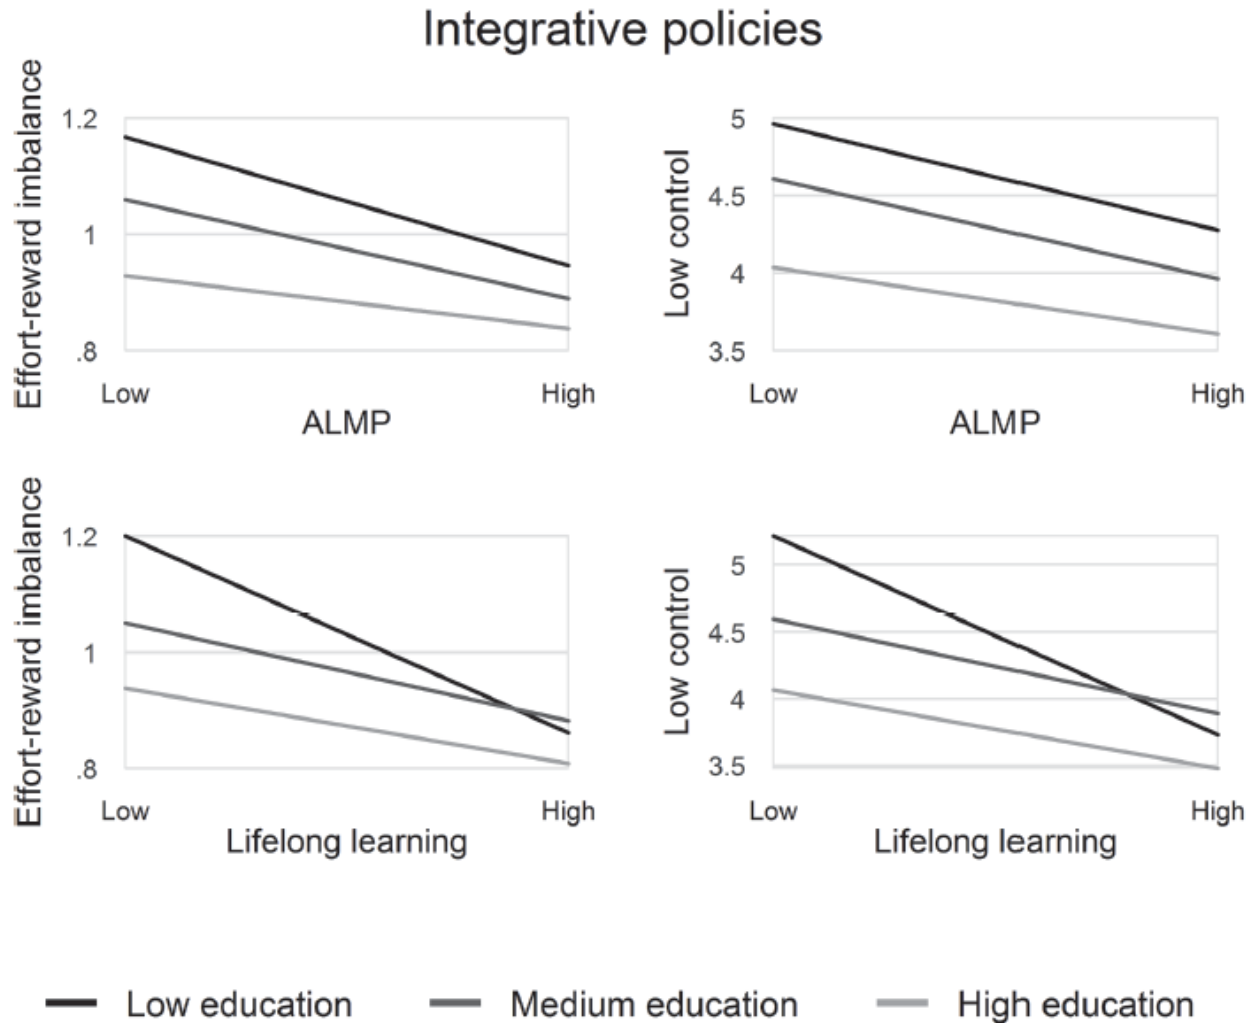 Integrative policies
Effort-reward imbalance
1.2
1
.8
Low
High
ALMP
Low control
5
4.5
4
3.5
Low
High
ALMP
Effort-reward imbalance
1.2
1
.8
Low
High
Lifelong learning
Low control
5
4.5
4
3.5
Low
High
Lifelong learning
Low education
Medium education
High education